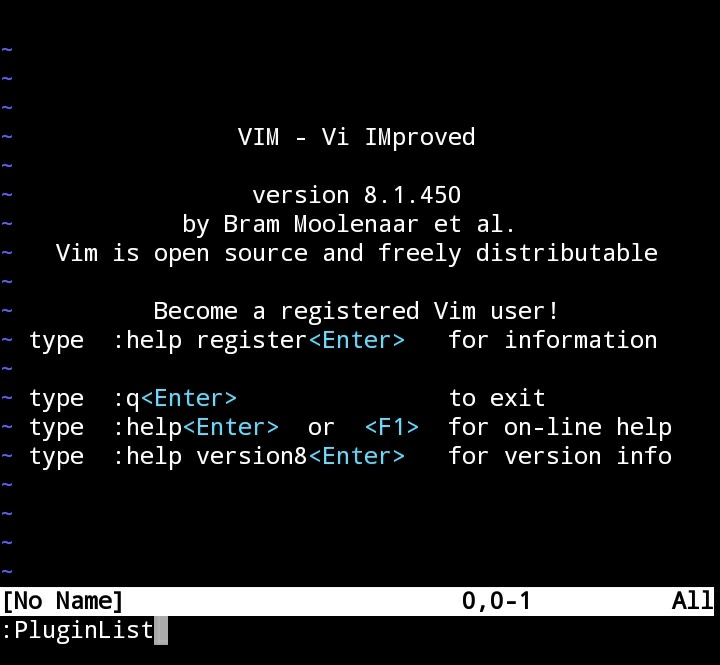 ~
~
~
~ VIM - Vi IMproved
~
~ version 8.1.450
~ by Bram Moolenaar et al.
~ Vim is open source and freely distributable
~
~ Become a registered Vim user!
~ type :help register<Enter> for information
~
~ type :q<Enter> to exit
~ type :help<Enter> or <F1> for on-line help
~ type :help version8<Enter> for version info
~
~
~
~
[No Name] 0,0-1 All
:PluginList